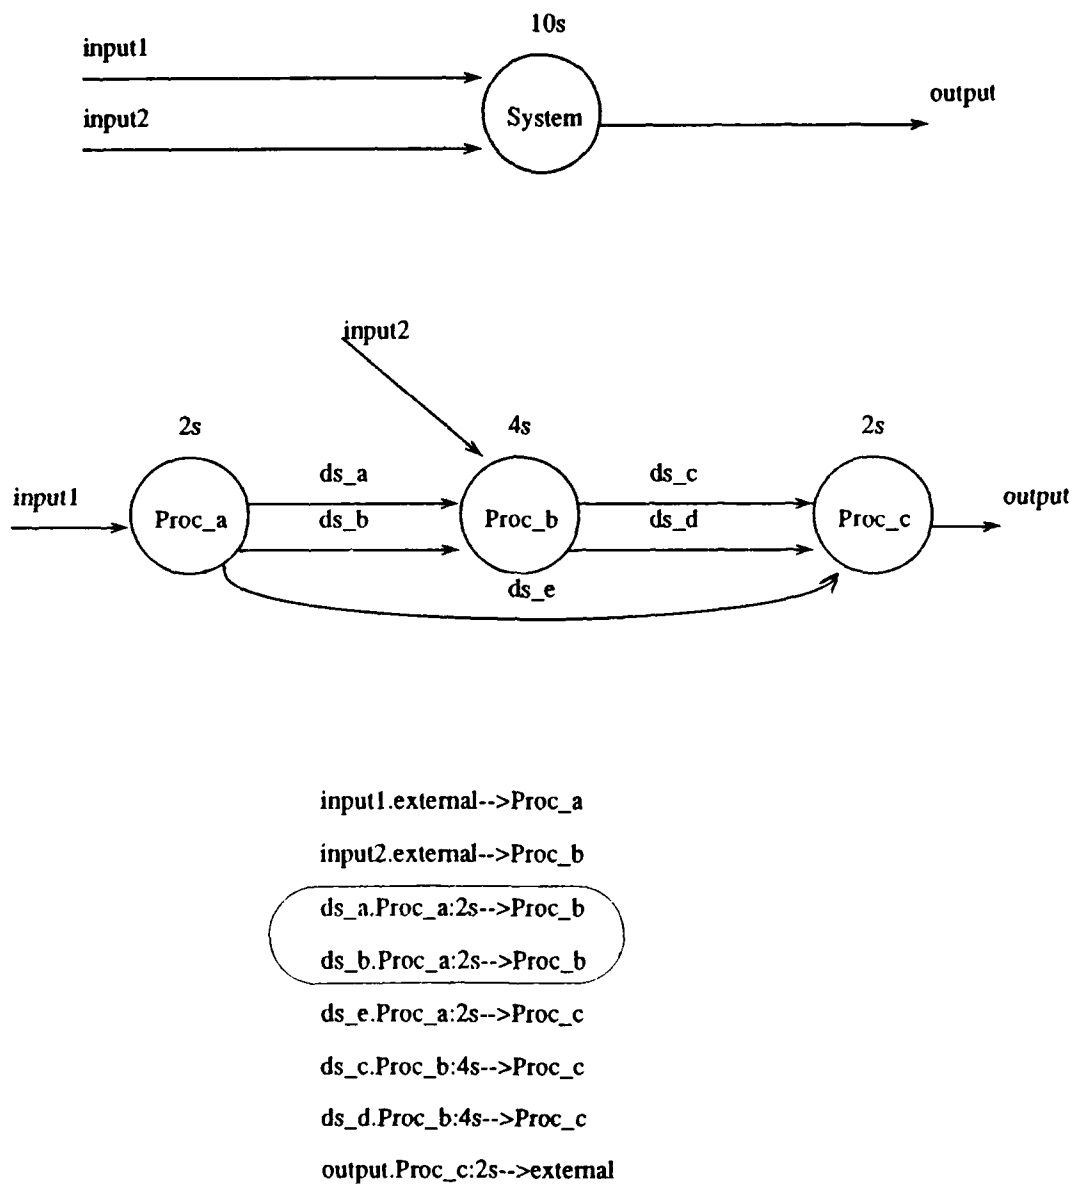 10s
input1
input2
System
output
input2
2s
4s
2s
input1
Proc_a
ds_a
ds_b
Proc_b
ds_c
ds_d
Proc_c
output
ds_e
input1.external-->Proc_a
input2.external-->Proc_b
ds_a.Proc_a:2s-->Proc_b
ds_b.Proc_a:2s-->Proc_b
ds_e.Proc_a:2s-->Proc_c
ds_c.Proc_b:4s-->Proc_c
ds_d.Proc_b:4s-->Proc_c
output.Proc_c:2s-->external